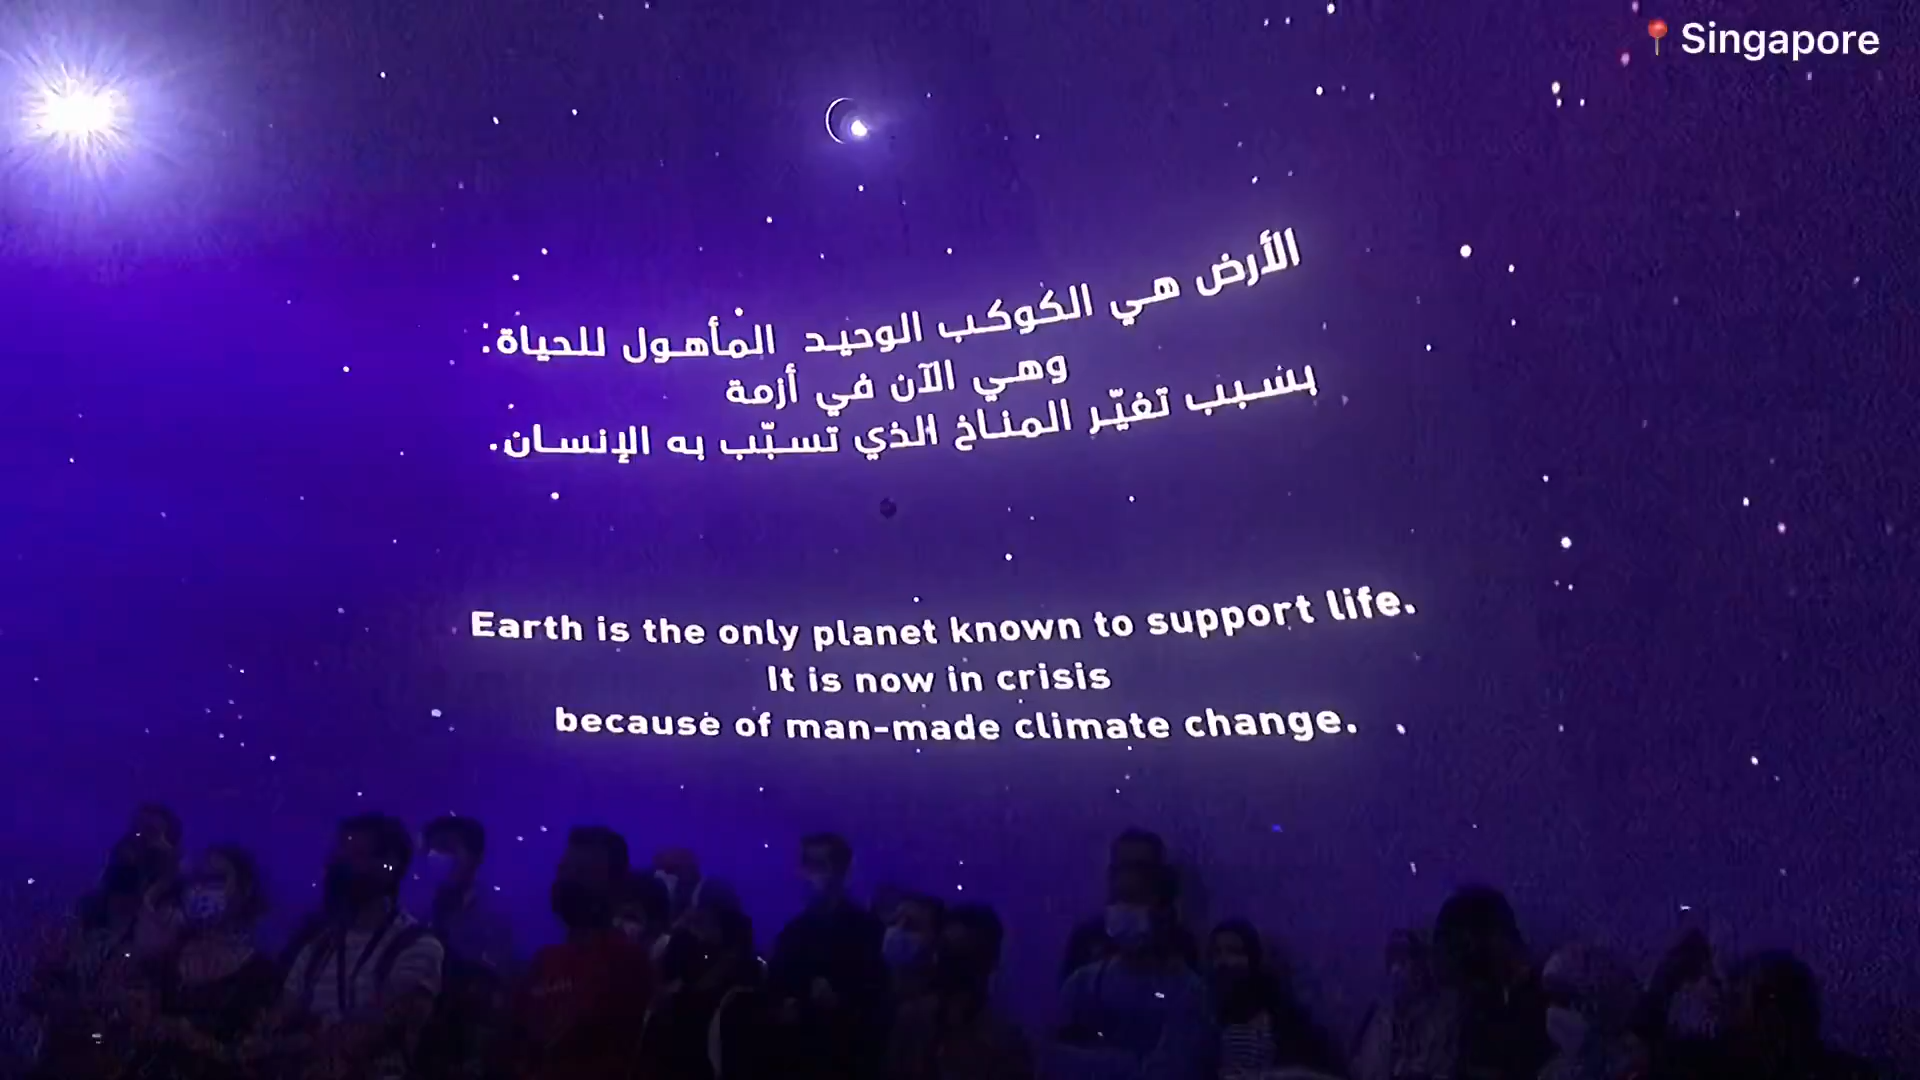 📍Singapore
الأرض هي الكوكب الوحيد المأهول للحياة:
وهي الآن في أزمة
بسبب تغيّر المناخ الذي تسبّب به الإنسان.
Earth is the only planet known to support life.
It is now in crisis
because of man-made climate change.